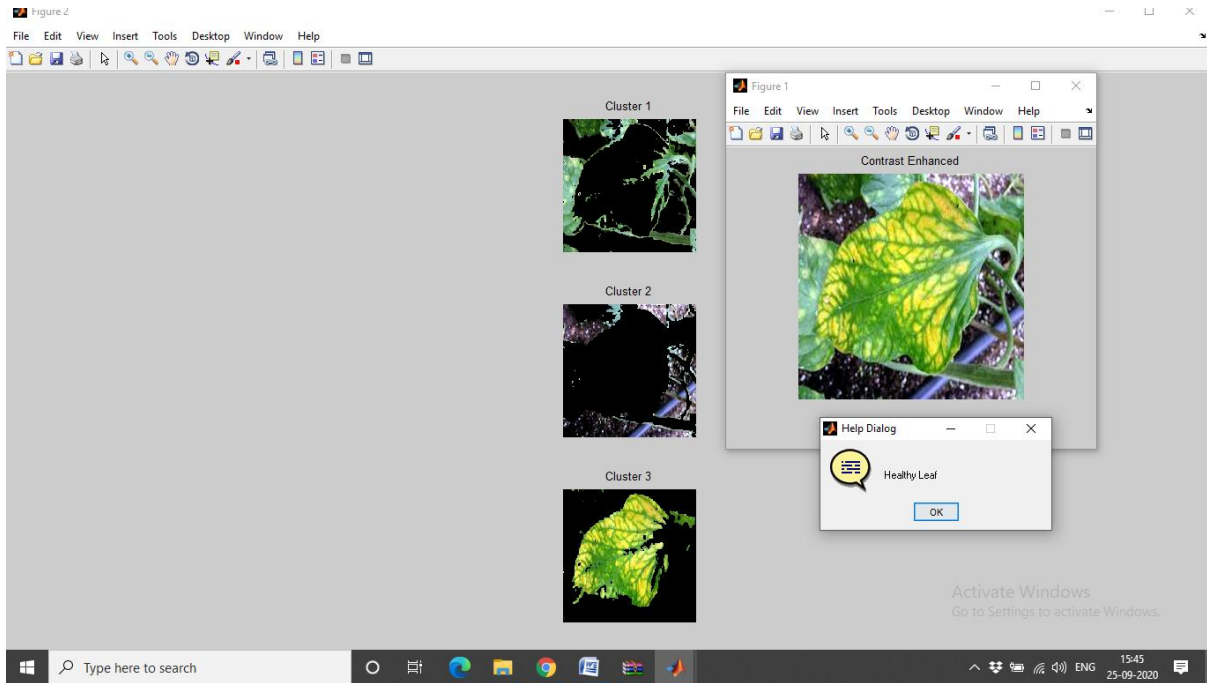 Figure 2
File Edit View Insert Tools Desktop Window Help
Cluster 1
Cluster 2
Cluster 3
Figure 1
File Edit View Insert Tools Desktop Window Help
Contrast Enhanced
Help Dialog
Healthy Leaf
OK
Activate Windows
Go to Settings to activate Windows.
Type here to search
ENG
15:45
25-09-2020